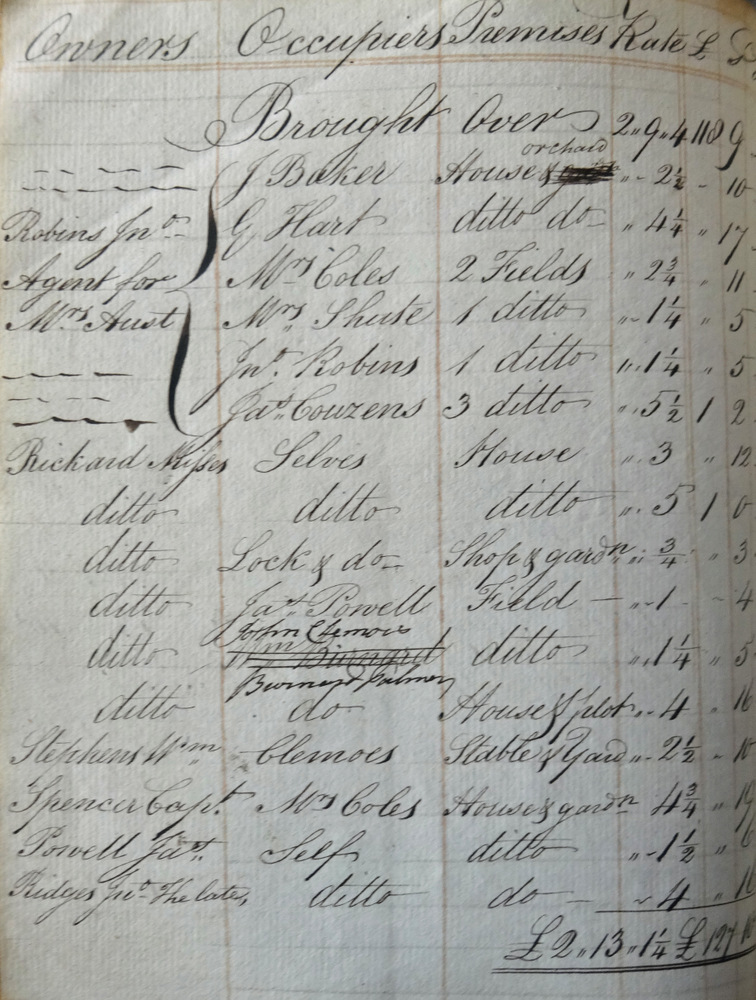 Owners Occupiers Premises Rate £
Brought Over 2 " 9 " 4 118 9
orchard
J Baker House & " - 2½ - 10
Robins Jno. G Hart ditto do " 4¼ " 17
Agent for Mrs Coles 2 Fields " 2¾ " 11
Mrs Aust Mrs Shute 1 ditto " - 1¼ " 5
Jno. Robins 1 ditto " 1¼ " 5
Jas. Couzens 3 ditto " 5½ 1 2
Richard Misses Selves House " 3 " 12
ditto ditto ditto " 5 1 0
ditto Lock & do Shop & gardn " ¾ " 3
ditto Jas. Powell Field — " - 1 - 4
John Clemoes
ditto Wm Burnard ditto " 1¼ " 5
Burnard Palmer
ditto do House & plot " - 4 - 16
Stephens Wm Clemoes Stable & Yard " - 2½ - 10
Spencer Capt. Mrs Coles House & gardn 4¾
Powell Jas. Self ditto " - 1½ " 6
Ridges Jno. The late, ditto do — 4 " 16
£ 2 " 13 " 1¼ £ 127